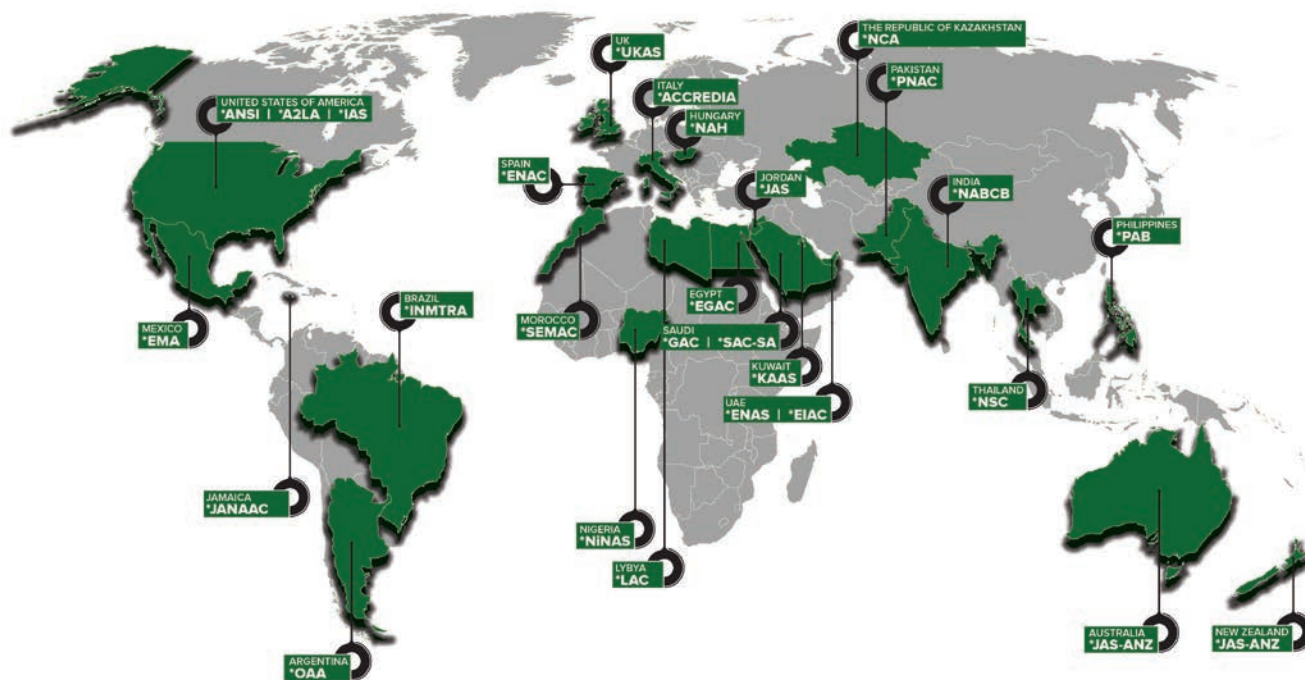 THE REPUBLIC OF KAZAKHSTAN
*NCA
UK
*UKAS
PAKISTAN
*PNAC
ITALY
*ACCREDIA
UNITED STATES OF AMERICA
*ANSI | *A2LA | *IAS
HUNGARY
*NAH
SPAIN
*ENAC
JORDAN
*JAS
INDIA
*NABCB
PHILIPPINES
*PAB
BRAZIL
*INMTRA
EGYPT
*EGAC
MEXICO
*EMA
MOROCCO
*SEMAC
SAUDI
*GAC | *SAC-SA
KUWAIT
*KAAS
THAILAND
*NSC
UAE
*ENAS | *EIAC
JAMAICA
*JANAAC
NIGERIA
*NiNAS
LYBYA
*LAC
AUSTRALIA
*JAS-ANZ
NEW ZEALAND
*JAS-ANZ
ARGENTINA
*OAA